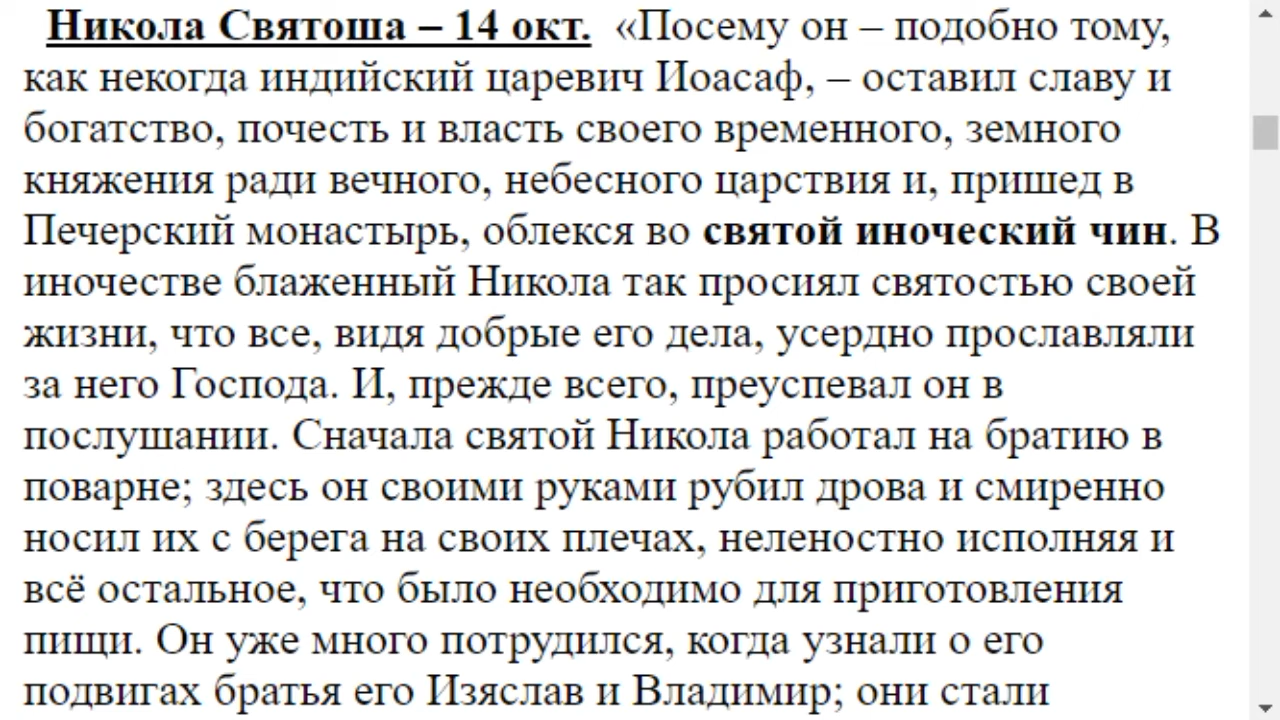 Никола Святоша – 14 окт. «Посему он – подобно тому,
как некогда индийский царевич Иоасаф, – оставил славу и
богатство, почесть и власть своего временного, земного
княжения ради вечного, небесного царствия и, пришед в
Печерский монастырь, облекся во святой иноческий чин. В
иночестве блаженный Никола так просиял святостью своей
жизни, что все, видя добрые его дела, усердно прославляли
за него Господа. И, прежде всего, преуспевал он в
послушании. Сначала святой Никола работал на братию в
поварне; здесь он своими руками рубил дрова и смиренно
носил их с берега на своих плечах, неленостно исполняя и
всё остальное, что было необходимо для приготовления
пищи. Он уже много потрудился, когда узнали о его
подвигах братья его Изяслав и Владимир; они стали